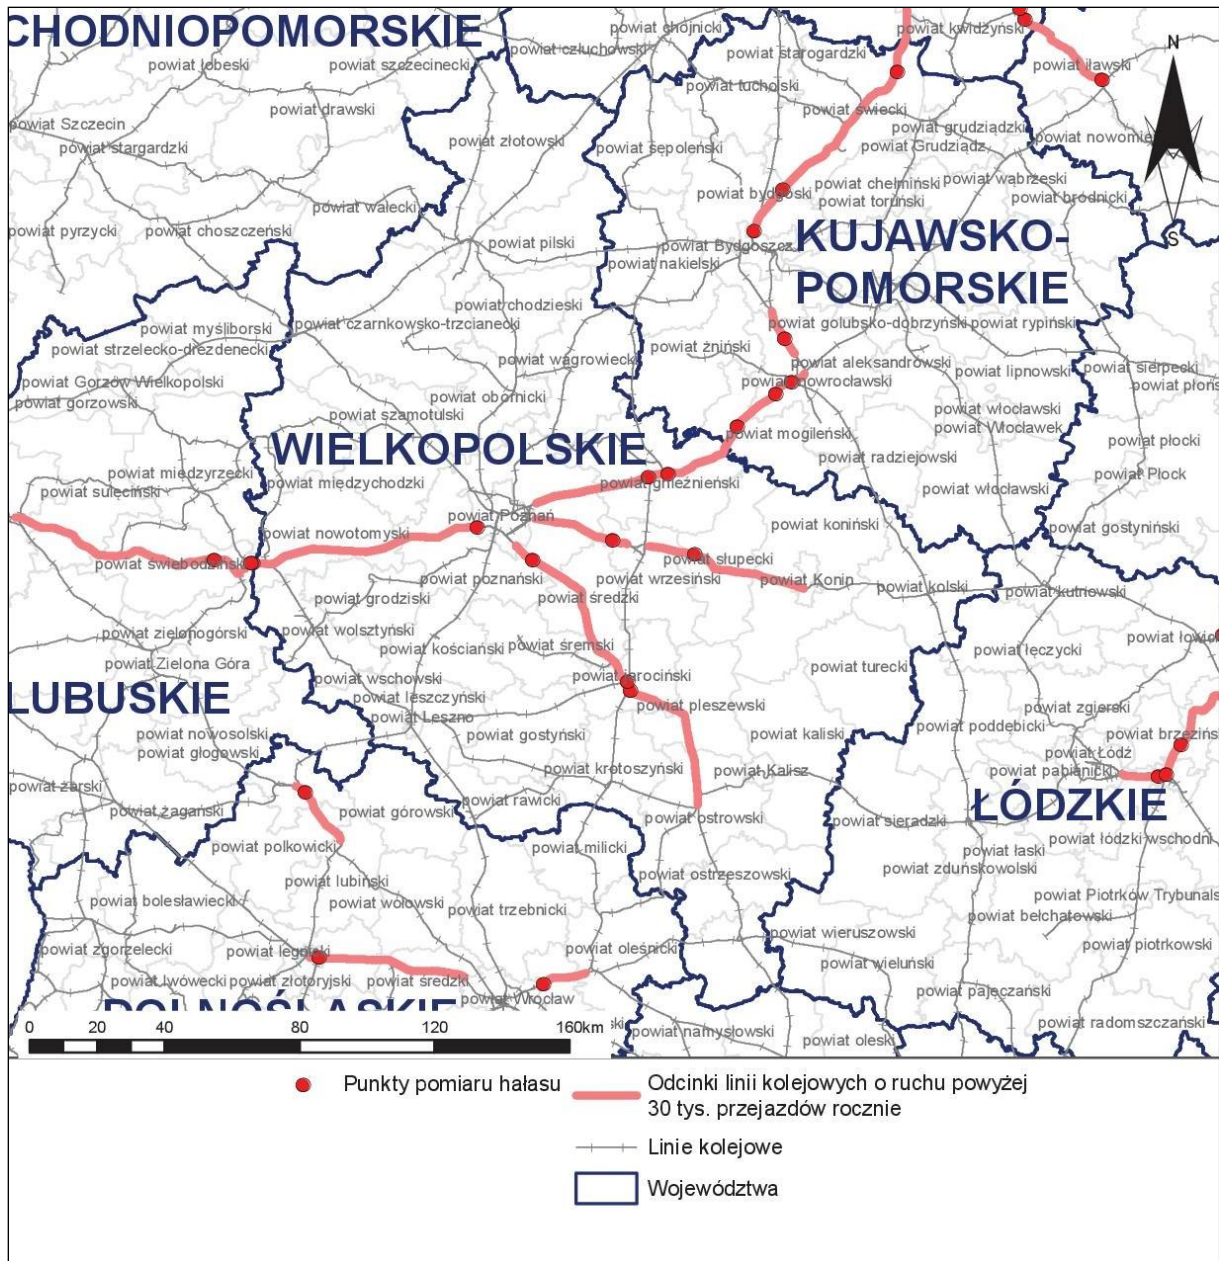 CHODNIOPOMORSKIE
powiat łobeski
powiat szczecinecki
powiat człuchowski
powiat chojnicki
powiat starogardzki
powiat kwidzyński
powiat iławski
N
powiat drawski
powiat tucholski
powiat świecki
powiat Szczecin
powiat stargardzki
powiat złotowski
powiat sępoleński
powiat grudziądzki
powiat Grudziądz
powiat nowomie
powiat wałecki
powiat bydgoski
powiat chełmiński
powiat toruński
powiat wąbrzeski
powiat brodnicki
powiat pyrzycki
powiat choszczeński
powiat pilski
powiat Bydgoszcz
powiat nakielski
KUJAWSKO-
POMORSKIE
S
powiat chodzieski
powiat myśliborski
powiat czarnkowsko-trzcianecki
powiat golubsko-dobrzyński
powiat rypiński
powiat strzelecko-drezdenecki
powiat wągrowiecki
powiat żniński
powiat aleksandrowski
powiat lipnowski
powiat sierpecki
powiat płońs
powiat Gorzów Wielkopolski
powiat gorzowski
powiat obornicki
powiat inowrocławski
powiat szamotulski
powiat włocławski
powiat Włocławek
powiat mogileński
powiat płocki
WIELKOPOLSKIE
powiat radziejowski
powiat międzyrzecki
powiat sulęciński
powiat międzychodzki
powiat gnieźnieński
powiat włocławski
powiat Płock
powiat Poznań
powiat koniński
powiat gostyniński
powiat nowotomyski
powiat świebodziński
powiat słupecki
powiat poznański
powiat wrzesiński
powiat Konin
powiat kolski
powiat kutnowski
powiat grodziski
powiat średzki
powiat zielonogórski
powiat wolsztyński
powiat kościański
powiat śremski
powiat łowic
powiat łęczycki
powiat Zielona Góra
powiat wschowski
powiat jarociński
powiat turecki
LUBUSKIE
powiat leszczyński
powiat Leszno
powiat pleszewski
powiat zgierski
powiat nowosolski
powiat głogowski
powiat gostyński
powiat kaliski
powiat poddębicki
powiat brzezińs
powiat Łódź
powiat krotoszyński
powiat Kalisz
powiat pabianicki
powiat żarski
powiat żagański
powiat górowski
powiat rawicki
powiat ostrowski
powiat sieradzki
ŁÓDZKIE
powiat polkowicki
powiat milicki
powiat łódzki wschodni
powiat łaski
powiat zduńskowolski
powiat lubiński
powiat ostrzeszowski
powiat bolesławiecki
powiat wołowski
powiat trzebnicki
powiat Piotrków Trybunals
powiat bełchatowski
powiat wieruszowski
powiat zgorzelecki
powiat legnicki
powiat oleśnicki
powiat piotrkowski
powiat wieluński
powiat lwówecki
powiat złotoryjski
powiat średzki
powiat Wrocław
powiat pajęczański
DOLNOŚLĄSKIE
powiat namysłowski
powiat oleski
powiat radomszczański
0 20 40 80 120 160km
Punkty pomiaru hałasu
Odcinki linii kolejowych o ruchu powyżej
30 tys. przejazdów rocznie
Linie kolejowe
Województwa